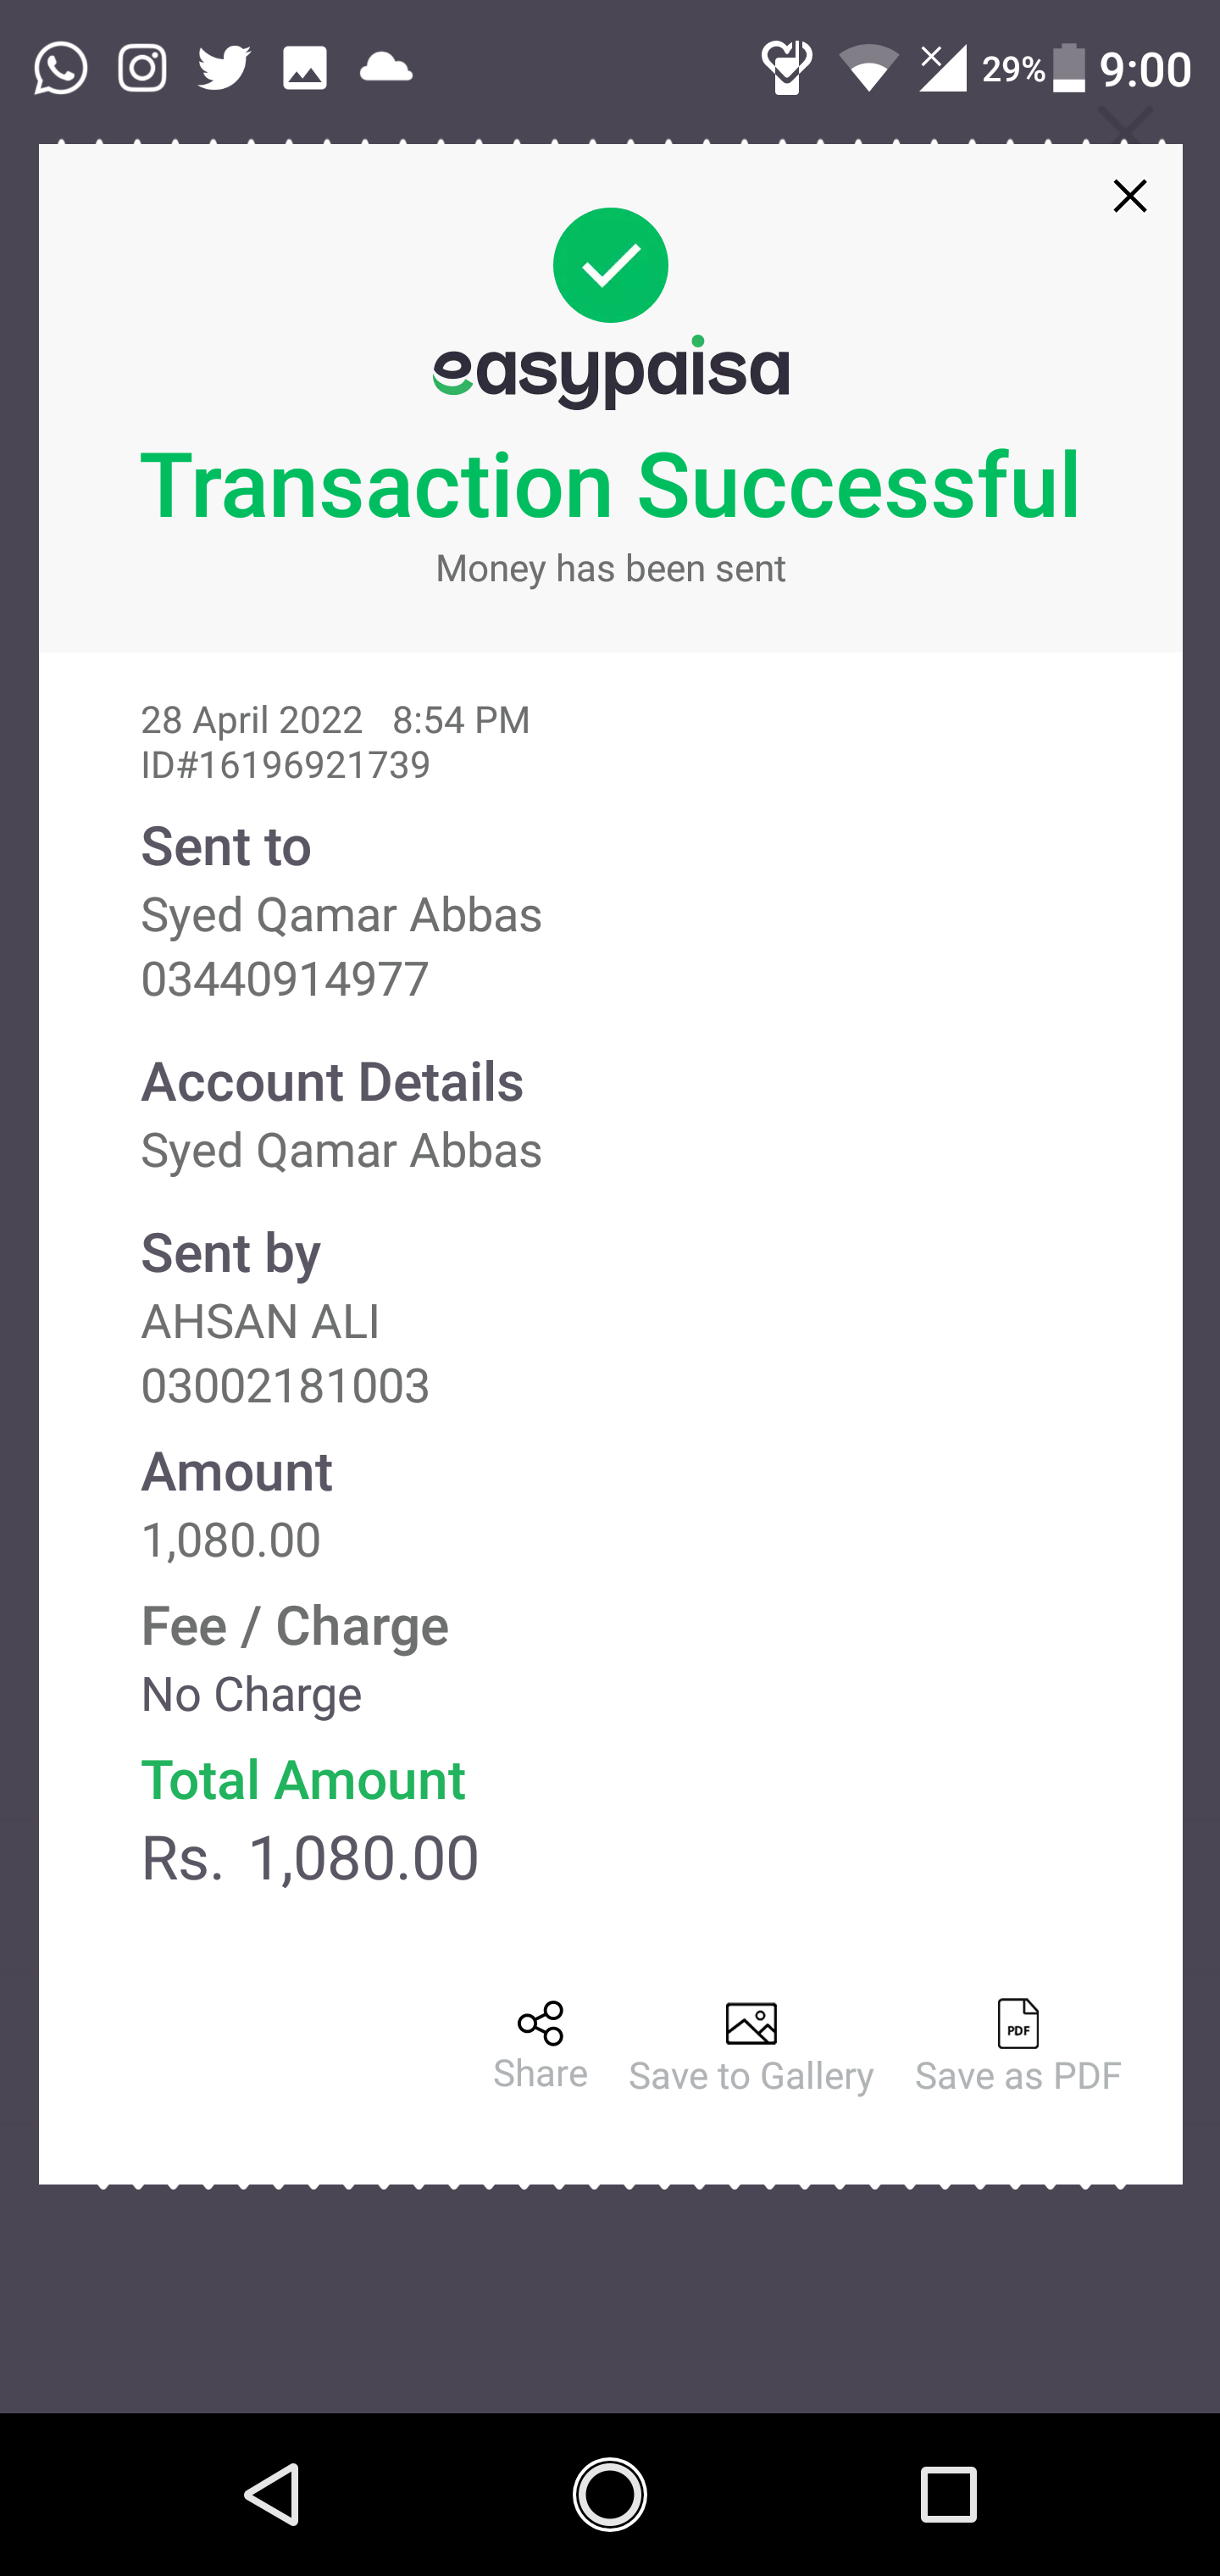 29% 9:00
easypaisa
Transaction Successful
Money has been sent
28 April 2022 8:54 PM
ID#16196921739
Sent to
Syed Qamar Abbas
03440914977
Account Details
Syed Qamar Abbas
Sent by
AHSAN ALI
03002181003
Amount
1,080.00
Fee / Charge
No Charge
Total Amount
Rs. 1,080.00
PDF
Share Save to Gallery Save as PDF